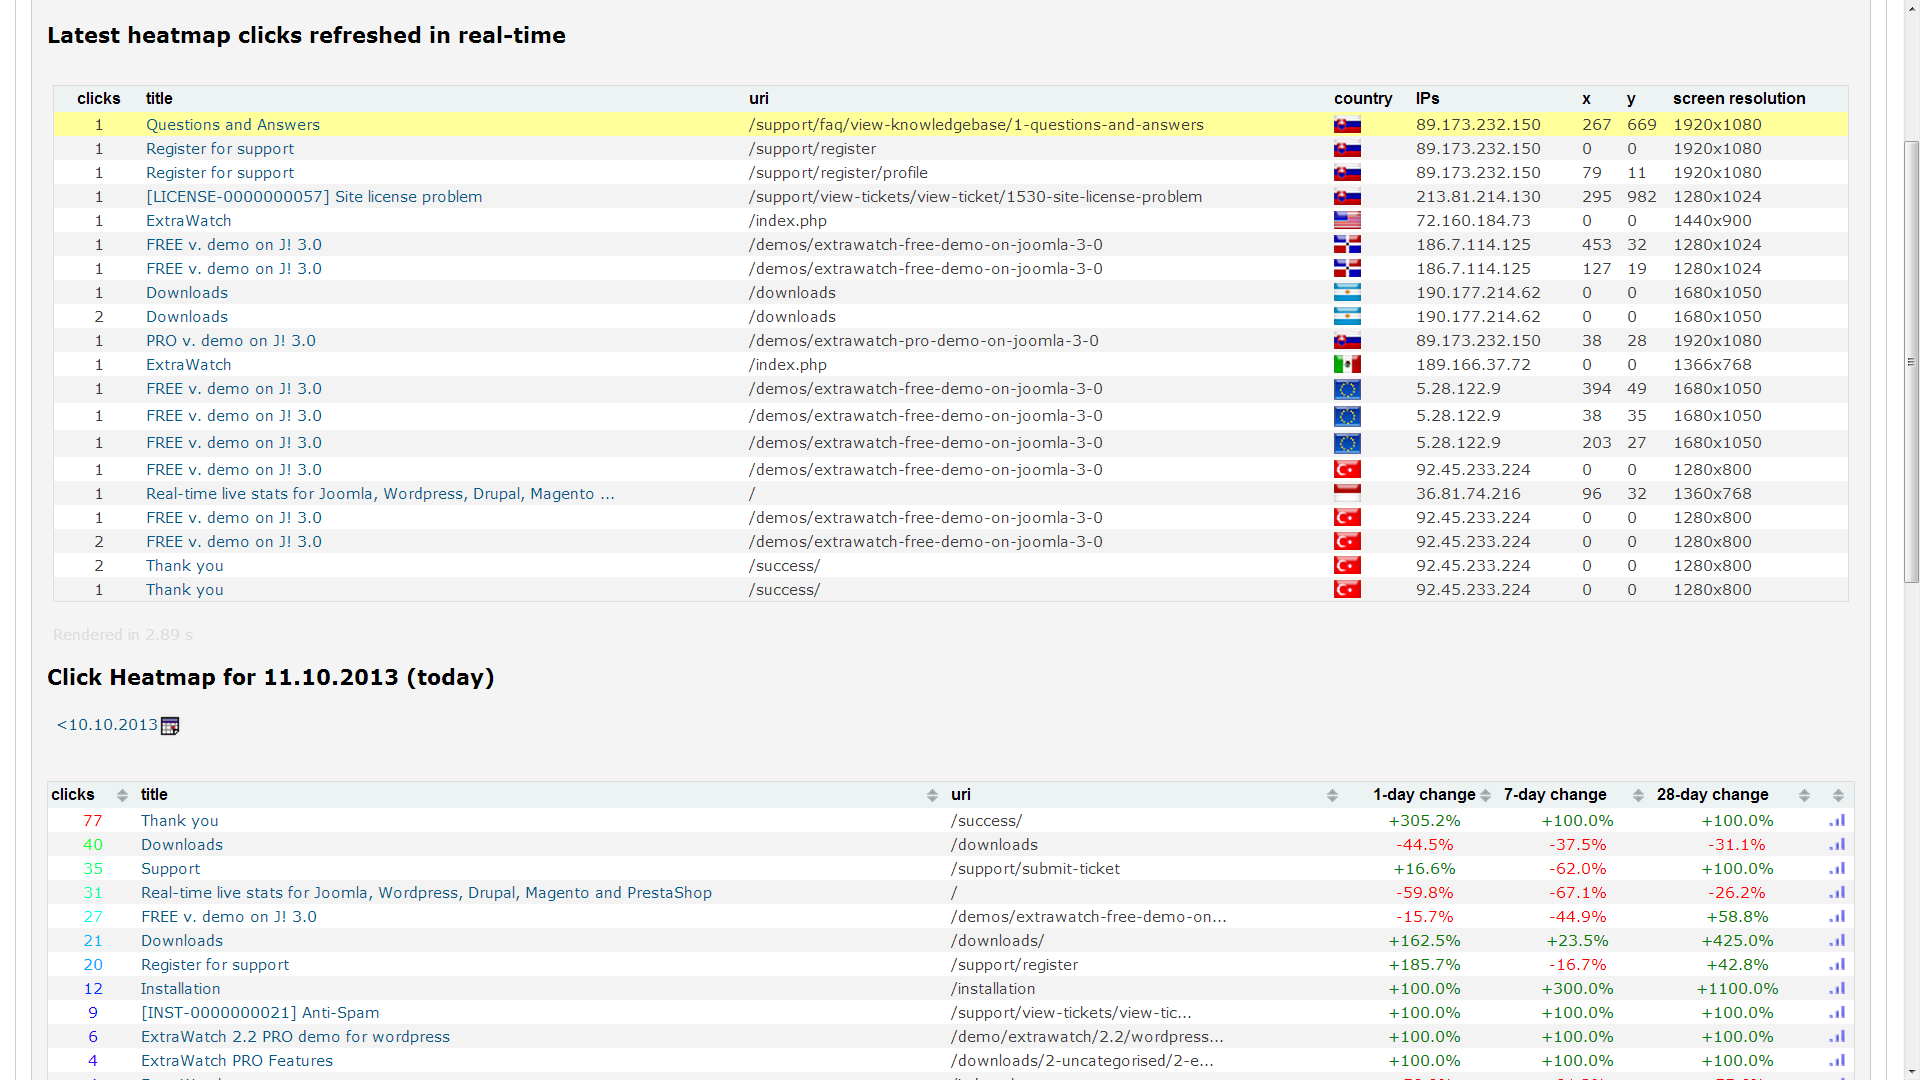 Latest heatmap clicks refreshed in real-time
clicks title uri country IPs x y screen resolution
1 Questions and Answers /support/faq/view-knowledgebase/1-questions-and-answers 89.173.232.150 267 669 1920x1080
1 Register for support /support/register 89.173.232.150 0 0 1920x1080
1 Register for support /support/register/profile 89.173.232.150 79 11 1920x1080
1 [LICENSE-0000000057] Site license problem /support/view-tickets/view-ticket/1530-site-license-problem 213.81.214.130 295 982 1280x1024
1 ExtraWatch /index.php 72.160.184.73 0 0 1440x900
1 FREE v. demo on J! 3.0 /demos/extrawatch-free-demo-on-joomla-3-0 186.7.114.125 453 32 1280x1024
1 FREE v. demo on J! 3.0 /demos/extrawatch-free-demo-on-joomla-3-0 186.7.114.125 127 19 1280x1024
1 Downloads /downloads 190.177.214.62 0 0 1680x1050
2 Downloads /downloads 190.177.214.62 0 0 1680x1050
1 PRO v. demo on J! 3.0 /demos/extrawatch-pro-demo-on-joomla-3-0 89.173.232.150 38 28 1920x1080
1 ExtraWatch /index.php 189.166.37.72 0 0 1366x768
1 FREE v. demo on J! 3.0 /demos/extrawatch-free-demo-on-joomla-3-0 5.28.122.9 394 49 1680x1050
1 FREE v. demo on J! 3.0 /demos/extrawatch-free-demo-on-joomla-3-0 5.28.122.9 38 35 1680x1050
1 FREE v. demo on J! 3.0 /demos/extrawatch-free-demo-on-joomla-3-0 5.28.122.9 203 27 1680x1050
1 FREE v. demo on J! 3.0 /demos/extrawatch-free-demo-on-joomla-3-0 92.45.233.224 0 0 1280x800
1 Real-time live stats for Joomla, Wordpress, Drupal, Magento ... / 36.81.74.216 96 32 1360x768
1 FREE v. demo on J! 3.0 /demos/extrawatch-free-demo-on-joomla-3-0 92.45.233.224 0 0 1280x800
2 FREE v. demo on J! 3.0 /demos/extrawatch-free-demo-on-joomla-3-0 92.45.233.224 0 0 1280x800
2 Thank you /success/ 92.45.233.224 0 0 1280x800
1 Thank you /success/ 92.45.233.224 0 0 1280x800
Rendered in 2.89 s
Click Heatmap for 11.10.2013 (today)
<10.10.2013
clicks title uri 1-day change 7-day change 28-day change
77 Thank you /success/ +305.2% +100.0% +100.0%
40 Downloads /downloads -44.5% -37.5% -31.1%
35 Support /support/submit-ticket +16.6% -62.0% +100.0%
31 Real-time live stats for Joomla, Wordpress, Drupal, Magento and PrestaShop / -59.8% -67.1% -26.2%
27 FREE v. demo on J! 3.0 /demos/extrawatch-free-demo-on... -15.7% -44.9% +58.8%
21 Downloads /downloads/ +162.5% +23.5% +425.0%
20 Register for support /support/register +185.7% -16.7% +42.8%
12 Installation /installation +100.0% +300.0% +1100.0%
9 [INST-0000000021] Anti-Spam /support/view-tickets/view-tic... +100.0% +100.0% +100.0%
6 ExtraWatch 2.2 PRO demo for wordpress /demo/extrawatch/2.2/wordpress... +100.0% +100.0% +100.0%
4 ExtraWatch PRO Features /downloads/2-uncategorised/2-e... +100.0% +100.0% +100.0%